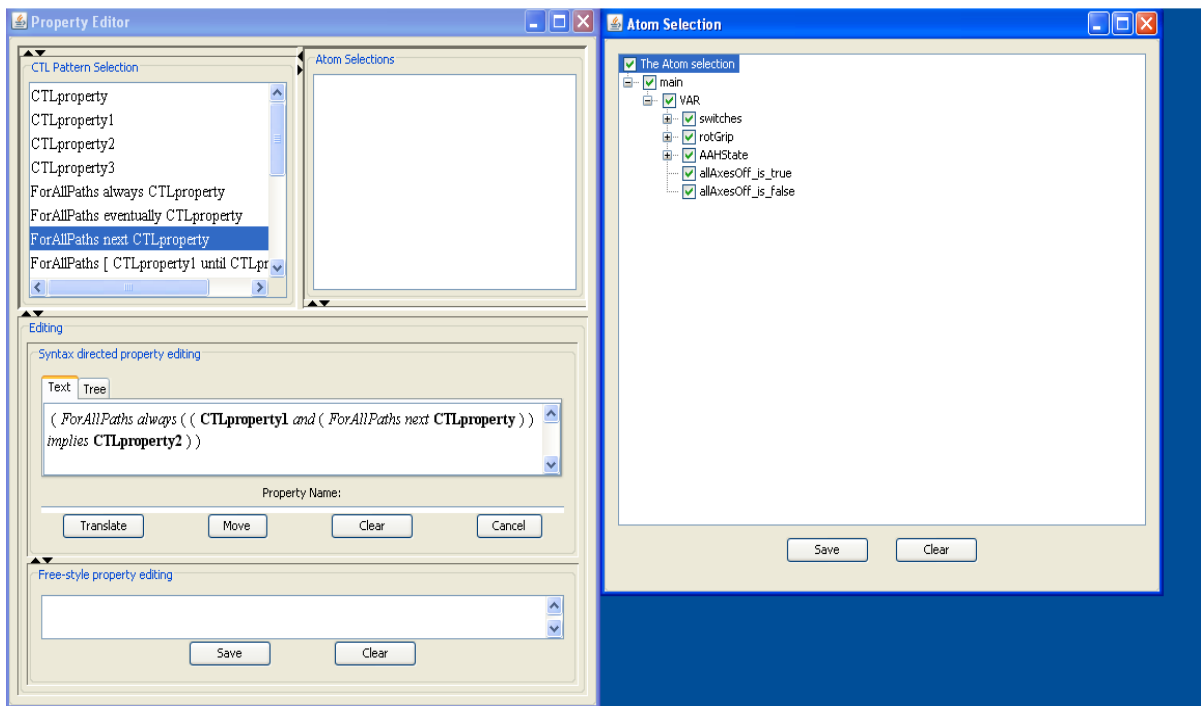 Property Editor
CTL Pattern Selection
CTLproperty
CTLproperty1
CTLproperty2
CTLproperty3
ForAllPaths always CTLproperty
ForAllPaths eventually CTLproperty
ForAllPaths next CTLproperty
ForAllPaths [ CTLproperty1 until CTLpr
Atom Selections
Editing
Syntax directed property editing
Text Tree
( ForAllPaths always ( ( CTLproperty1 and ( ForAllPaths next CTLproperty ) )
implies CTLproperty2 ) )
Property Name:
Translate Move Clear Cancel
Free-style property editing
Save Clear
Atom Selection
The Atom selection
main
VAR
switches
rotGrip
AAHState
allAxesOff_is_true
allAxesOff_is_false
Save Clear